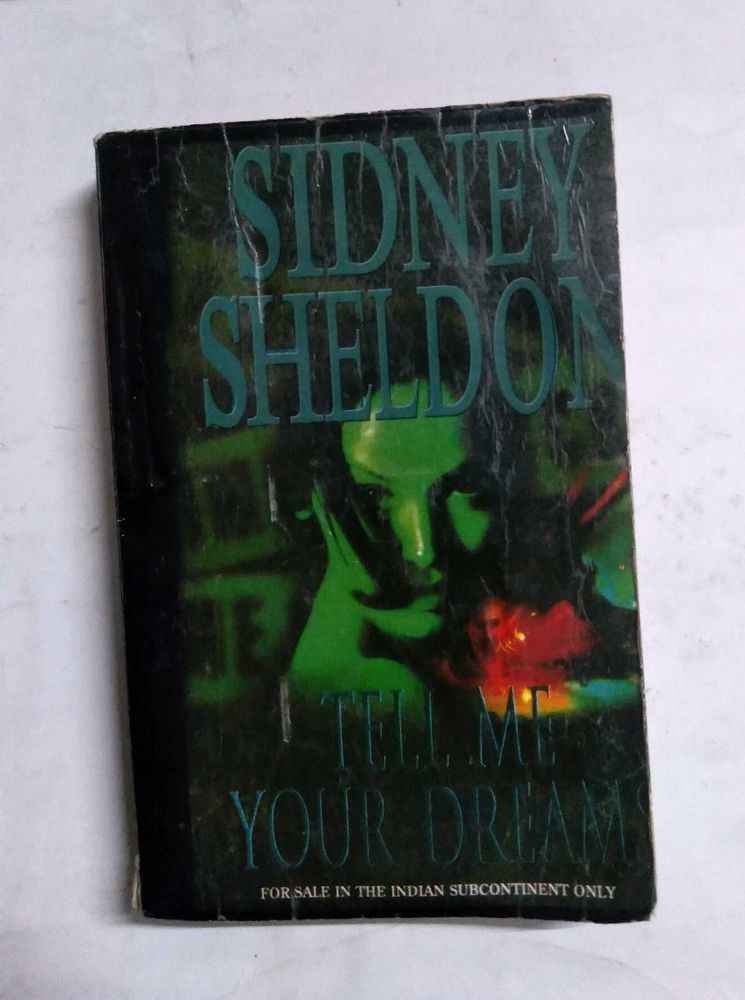 SIDNEY
SHELDON
TELL ME
YOUR DREAMS
FOR SALE IN THE INDIAN SUBCONTINENT ONLY